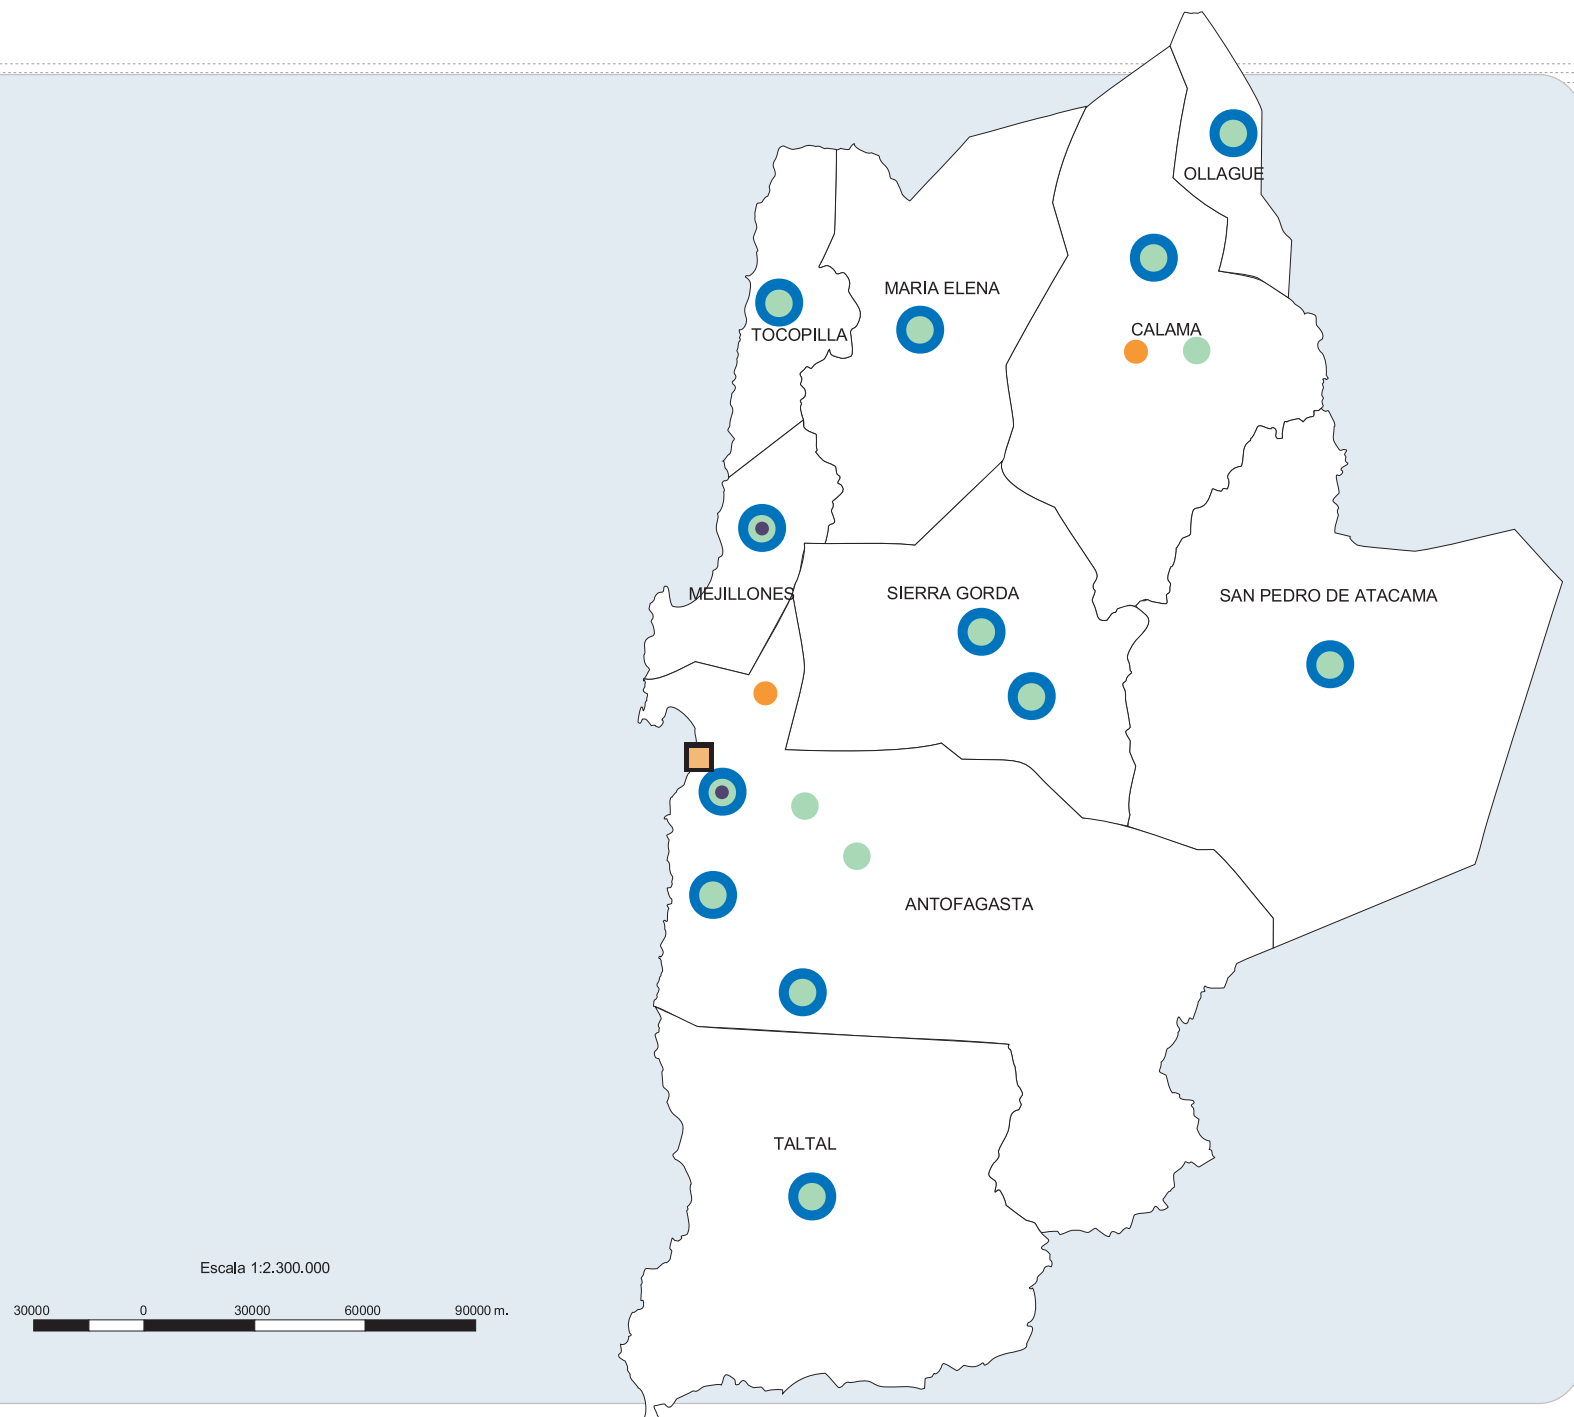 OLLAGUE
MARIA ELENA
CALAMA
TOCOPILLA
MEJILLONES
SIERRA GORDA
SAN PEDRO DE ATACAMA
ANTOFAGASTA
TALTAL
Escala 1:2.300.000
30000 0 30000 60000 90000 m.